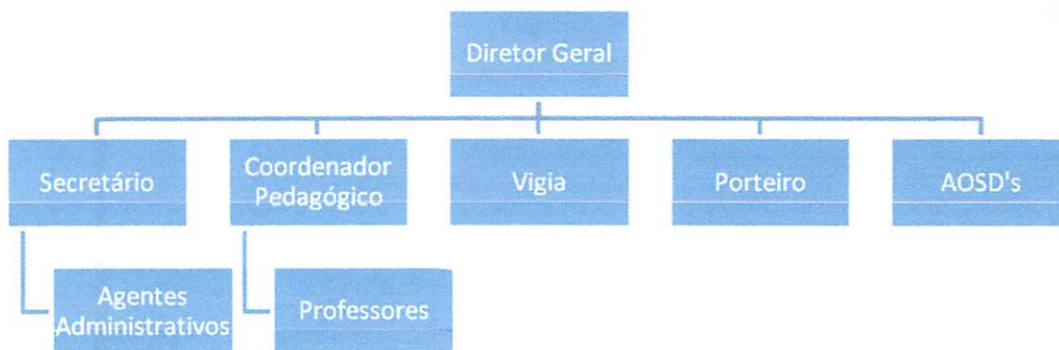 Diretor Geral
Secretário
Coordenador
Pedagógico
Vigia
Porteiro
AOSD's
Agentes
Administrativos
Professores